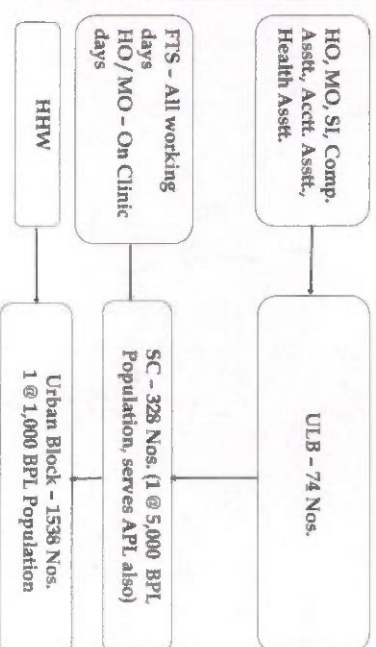 HO, MO, SI, Comp.
Asstt., Acctt. Asstt.,
Health Asstt.
ULB – 74 Nos.
FTS – All working
days
HO/MO – On Clinic
days
SC – 328 Nos. (1 @ 5,000 BPL
Population, serves APL also)
HHW
Urban Block – 1538 Nos.
1 @ 1,000 BPL Population